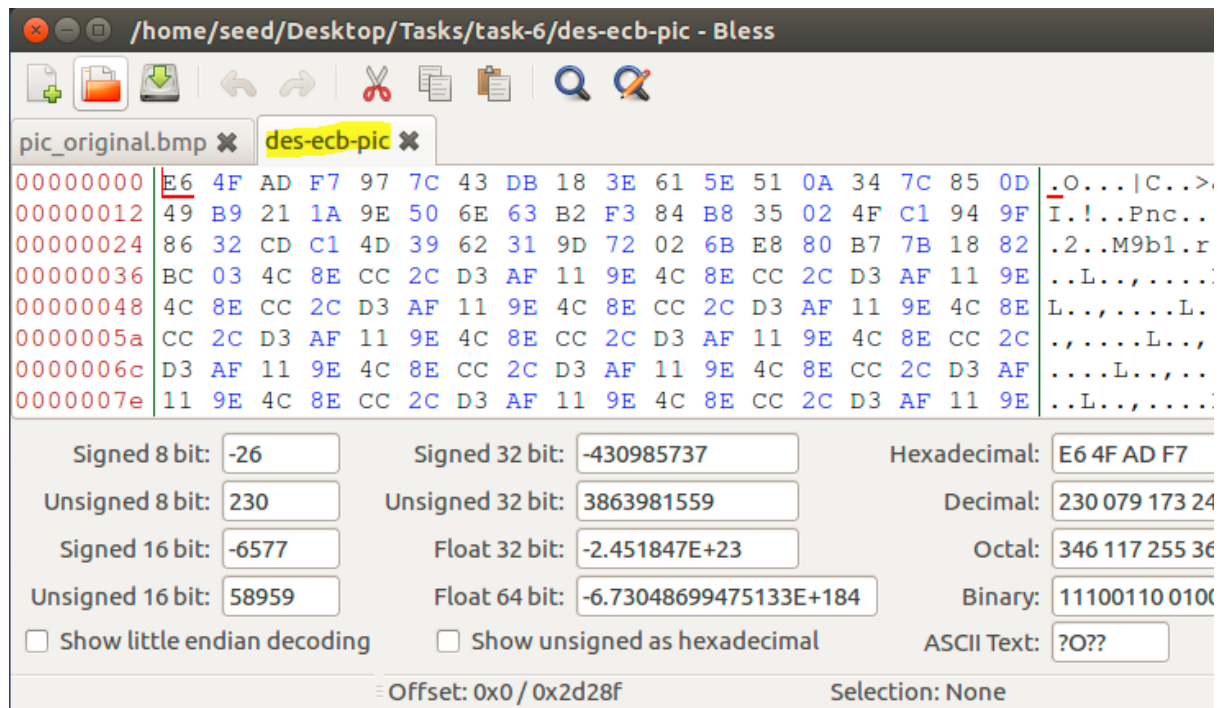 /home/seed/Desktop/Tasks/task-6/des-ecb-pic - Bless
pic_original.bmp des-ecb-pic
00000000 E6 4F AD F7 97 7C 43 DB 18 3E 61 5E 51 0A 34 7C 85 0D .O...|C..>
00000012 49 B9 21 1A 9E 50 6E 63 B2 F3 84 B8 35 02 4F C1 94 9F I.!..Pnc..
00000024 86 32 CD C1 4D 39 62 31 9D 72 02 6B E8 80 B7 7B 18 82 .2..M9b1.r
00000036 BC 03 4C 8E CC 2C D3 AF 11 9E 4C 8E CC 2C D3 AF 11 9E ..L..,....
00000048 4C 8E CC 2C D3 AF 11 9E 4C 8E CC 2C D3 AF 11 9E 4C 8E L..,....L.
0000005a CC 2C D3 AF 11 9E 4C 8E CC 2C D3 AF 11 9E 4C 8E CC 2C .,....L..,
0000006c D3 AF 11 9E 4C 8E CC 2C D3 AF 11 9E 4C 8E CC 2C D3 AF ....L..,..
0000007e 11 9E 4C 8E CC 2C D3 AF 11 9E 4C 8E CC 2C D3 AF 11 9E ..L..,....
Signed 8 bit: -26 Signed 32 bit: -430985737 Hexadecimal: E6 4F AD F7
Unsigned 8 bit: 230 Unsigned 32 bit: 3863981559 Decimal: 230 079 173 24
Signed 16 bit: -6577 Float 32 bit: -2.451847E+23 Octal: 346 117 255 36
Unsigned 16 bit: 58959 Float 64 bit: -6.73048699475133E+184 Binary: 11100110 0100
Show little endian decoding Show unsigned as hexadecimal ASCII Text: ?O??
Offset: 0x0 / 0x2d28f Selection: None